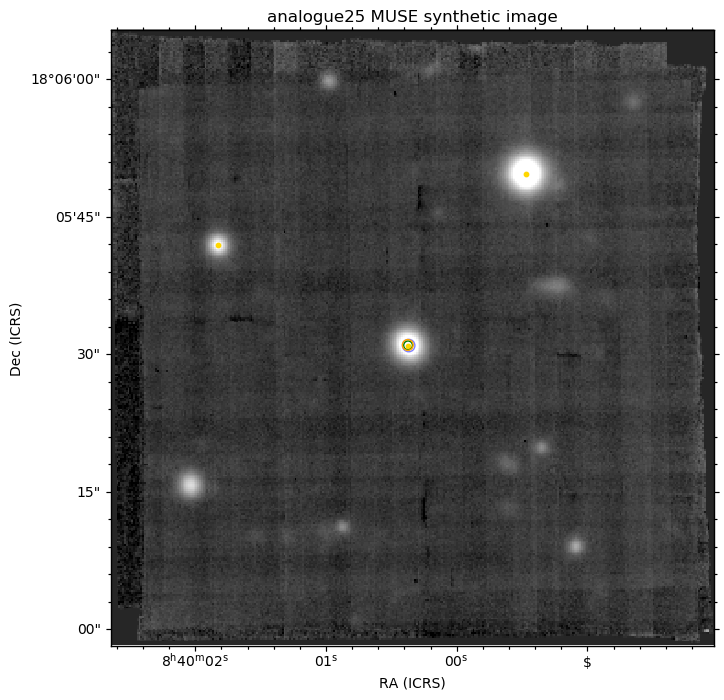 analogue25 MUSE synthetic image
18°06'00"
05'45"
30"
15"
00"
Dec (ICRS)
8ʰ40ᵐ02ˢ 01ˢ 00ˢ $
RA (ICRS)